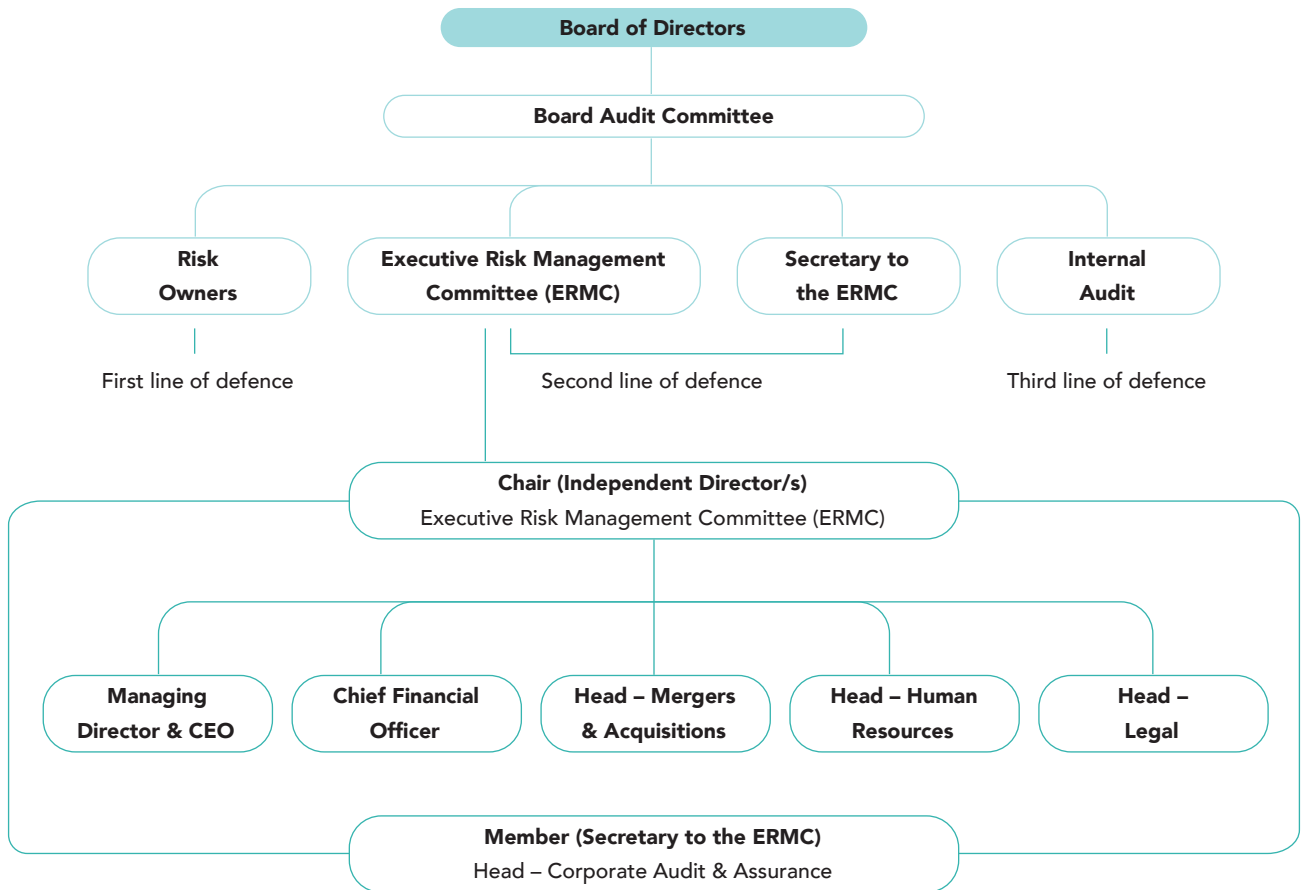 Board of Directors
Board Audit Committee
Risk
Owners
Executive Risk Management
Committee (ERMC)
Secretary to
the ERMC
Internal
Audit
First line of defence
Second line of defence
Third line of defence
Chair (Independent Director/s)
Executive Risk Management Committee (ERMC)
Managing
Director & CEO
Chief Financial
Officer
Head – Mergers
& Acquisitions
Head – Human
Resources
Head –
Legal
Member (Secretary to the ERMC)
Head – Corporate Audit & Assurance